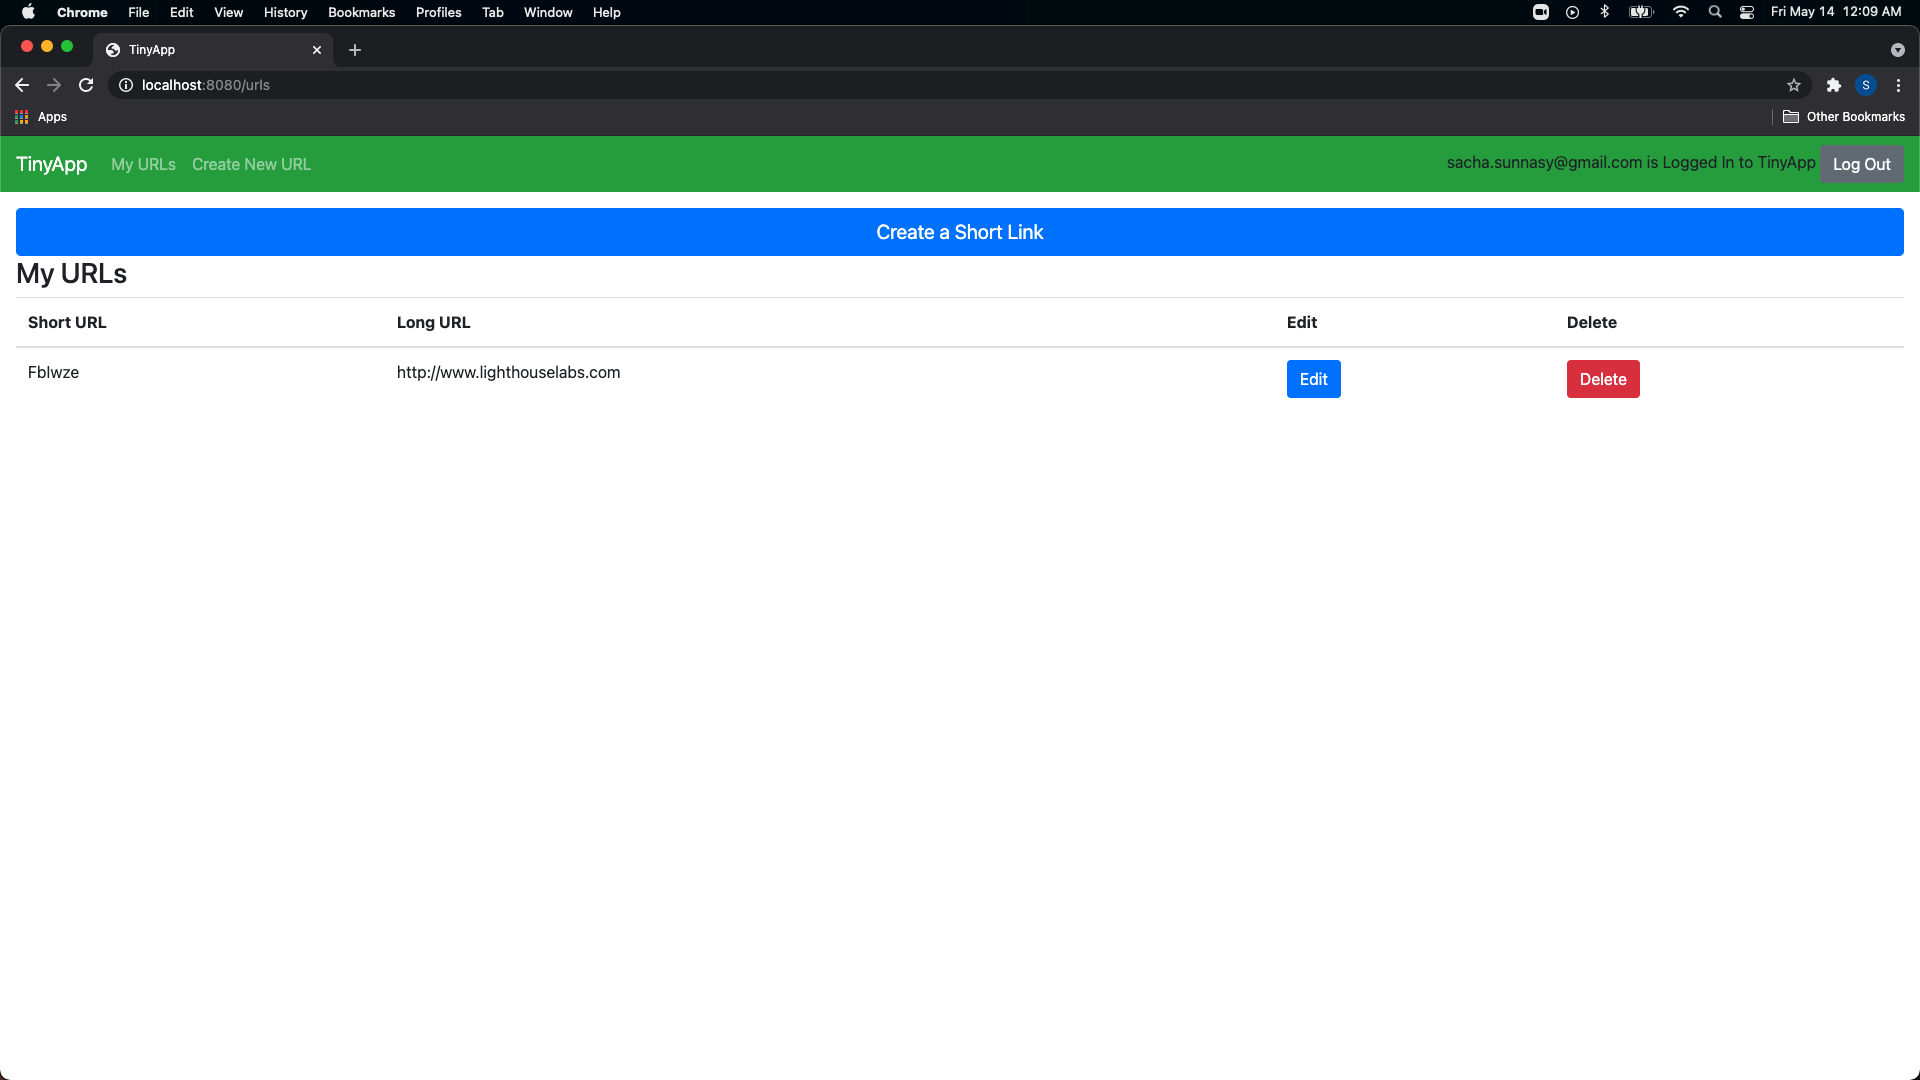 Chrome File Edit View History Bookmarks Profiles Tab Window Help Fri May 14 12:09 AM
TinyApp
localhost:8080/urls S
Apps Other Bookmarks
TinyApp My URLs Create New URL sacha.sunnasy@gmail.com is Logged In to TinyApp Log Out
Create a Short Link
My URLs
Short URL Long URL Edit Delete
Fblwze http://www.lighthouselabs.com Edit Delete